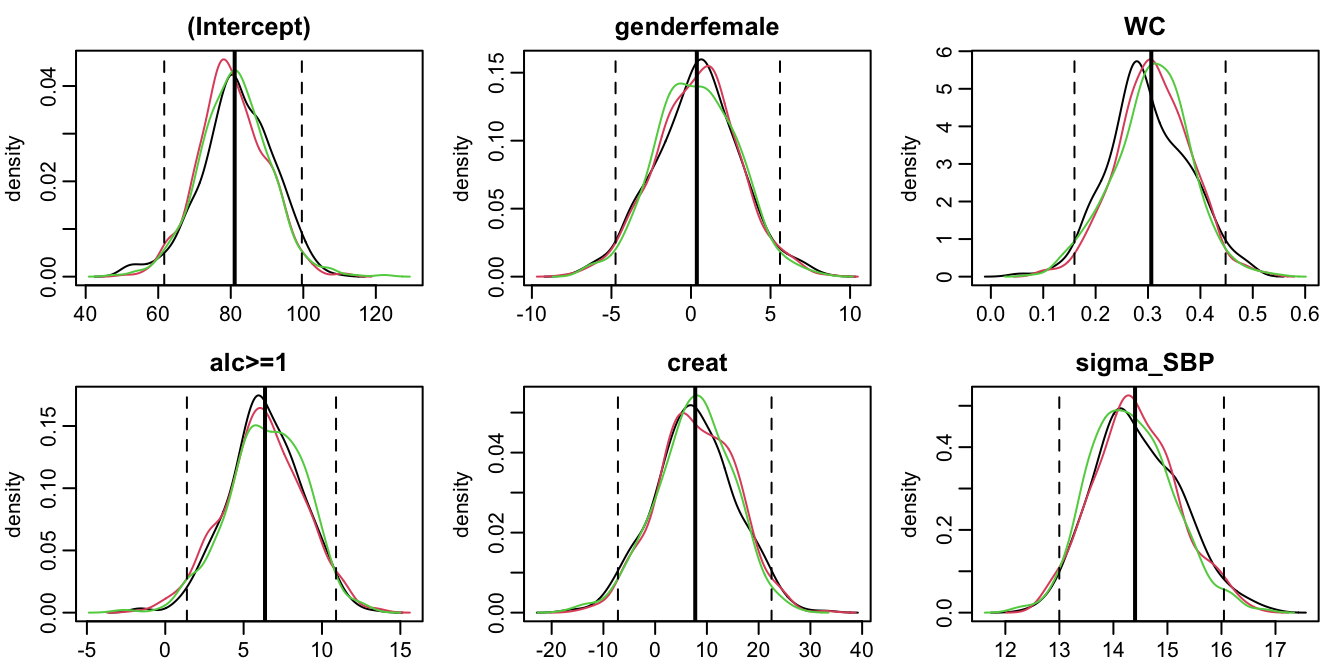 (Intercept)
density
0.00 0.02 0.04
40 60 80 100 120
genderfemale
density
0.00 0.05 0.10 0.15
-10 -5 0 5 10
WC
density
0 1 2 3 4 5 6
0.0 0.1 0.2 0.3 0.4 0.5 0.6
alc>=1
density
0.00 0.05 0.10 0.15
-5 0 5 10 15
creat
density
0.00 0.02 0.04
-20 -10 0 10 20 30 40
sigma_SBP
density
0.0 0.2 0.4
12 13 14 15 16 17